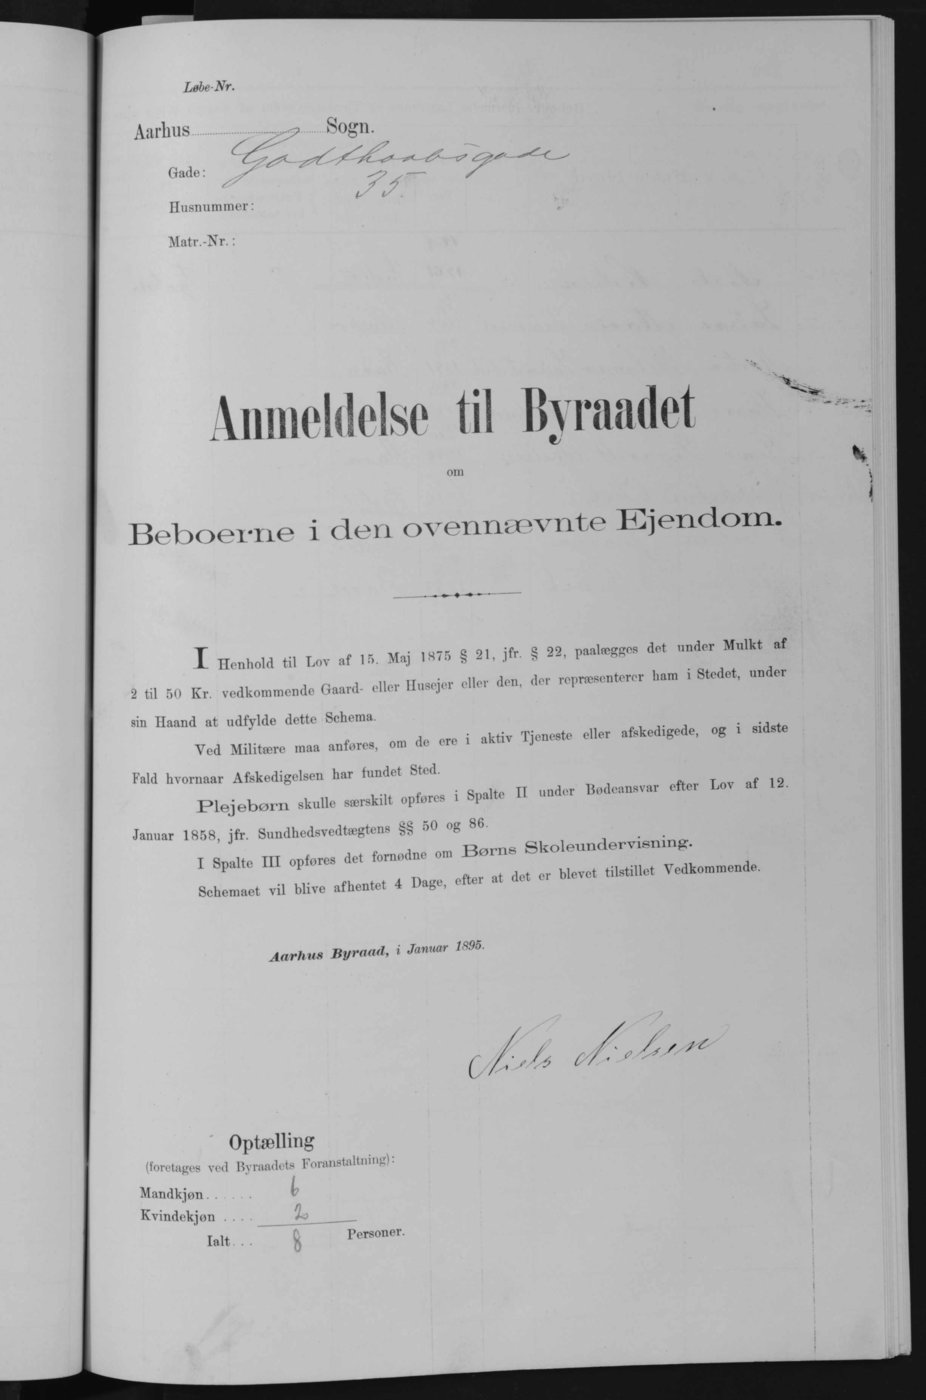 Løbe-Nr.
Aarhus Sogn.
Gade: Godthaabsgade
Husnummer: 35.
Matr.-Nr.:
Anmeldelse til Byraadet
om
Beboerne i den ovennævnte Ejendom.
I Henhold til Lov af 15. Maj 1875 § 21, jfr. § 22, paalægges det under Mulkt af
2 til 50 Kr. vedkommende Gaard- eller Husejer eller den, der repræsenterer ham i Stedet, under
sin Haand at udfylde dette Schema.
Ved Militære maa anføres, om de ere i aktiv Tjeneste eller afskedigede, og i sidste
Fald hvornaar Afskedigelsen har fundet Sted.
Plejebørn skulle særskilt opføres i Spalte II under Bødeansvar efter Lov af 12.
Januar 1858, jfr. Sundhedsvedtægtens §§ 50 og 86.
I Spalte III opføres det fornødne om Børns Skoleundervisning.
Schemaet vil blive afhentet 4 Dage, efter at det er blevet tilstillet Vedkommende.
Aarhus Byraad, i Januar 1895.
Niels Nielsen
Optælling
(foretages ved Byraadets Foranstaltning):
Mandkjøn...... 6
Kvindekjøn .... 2
Ialt... 8 Personer.